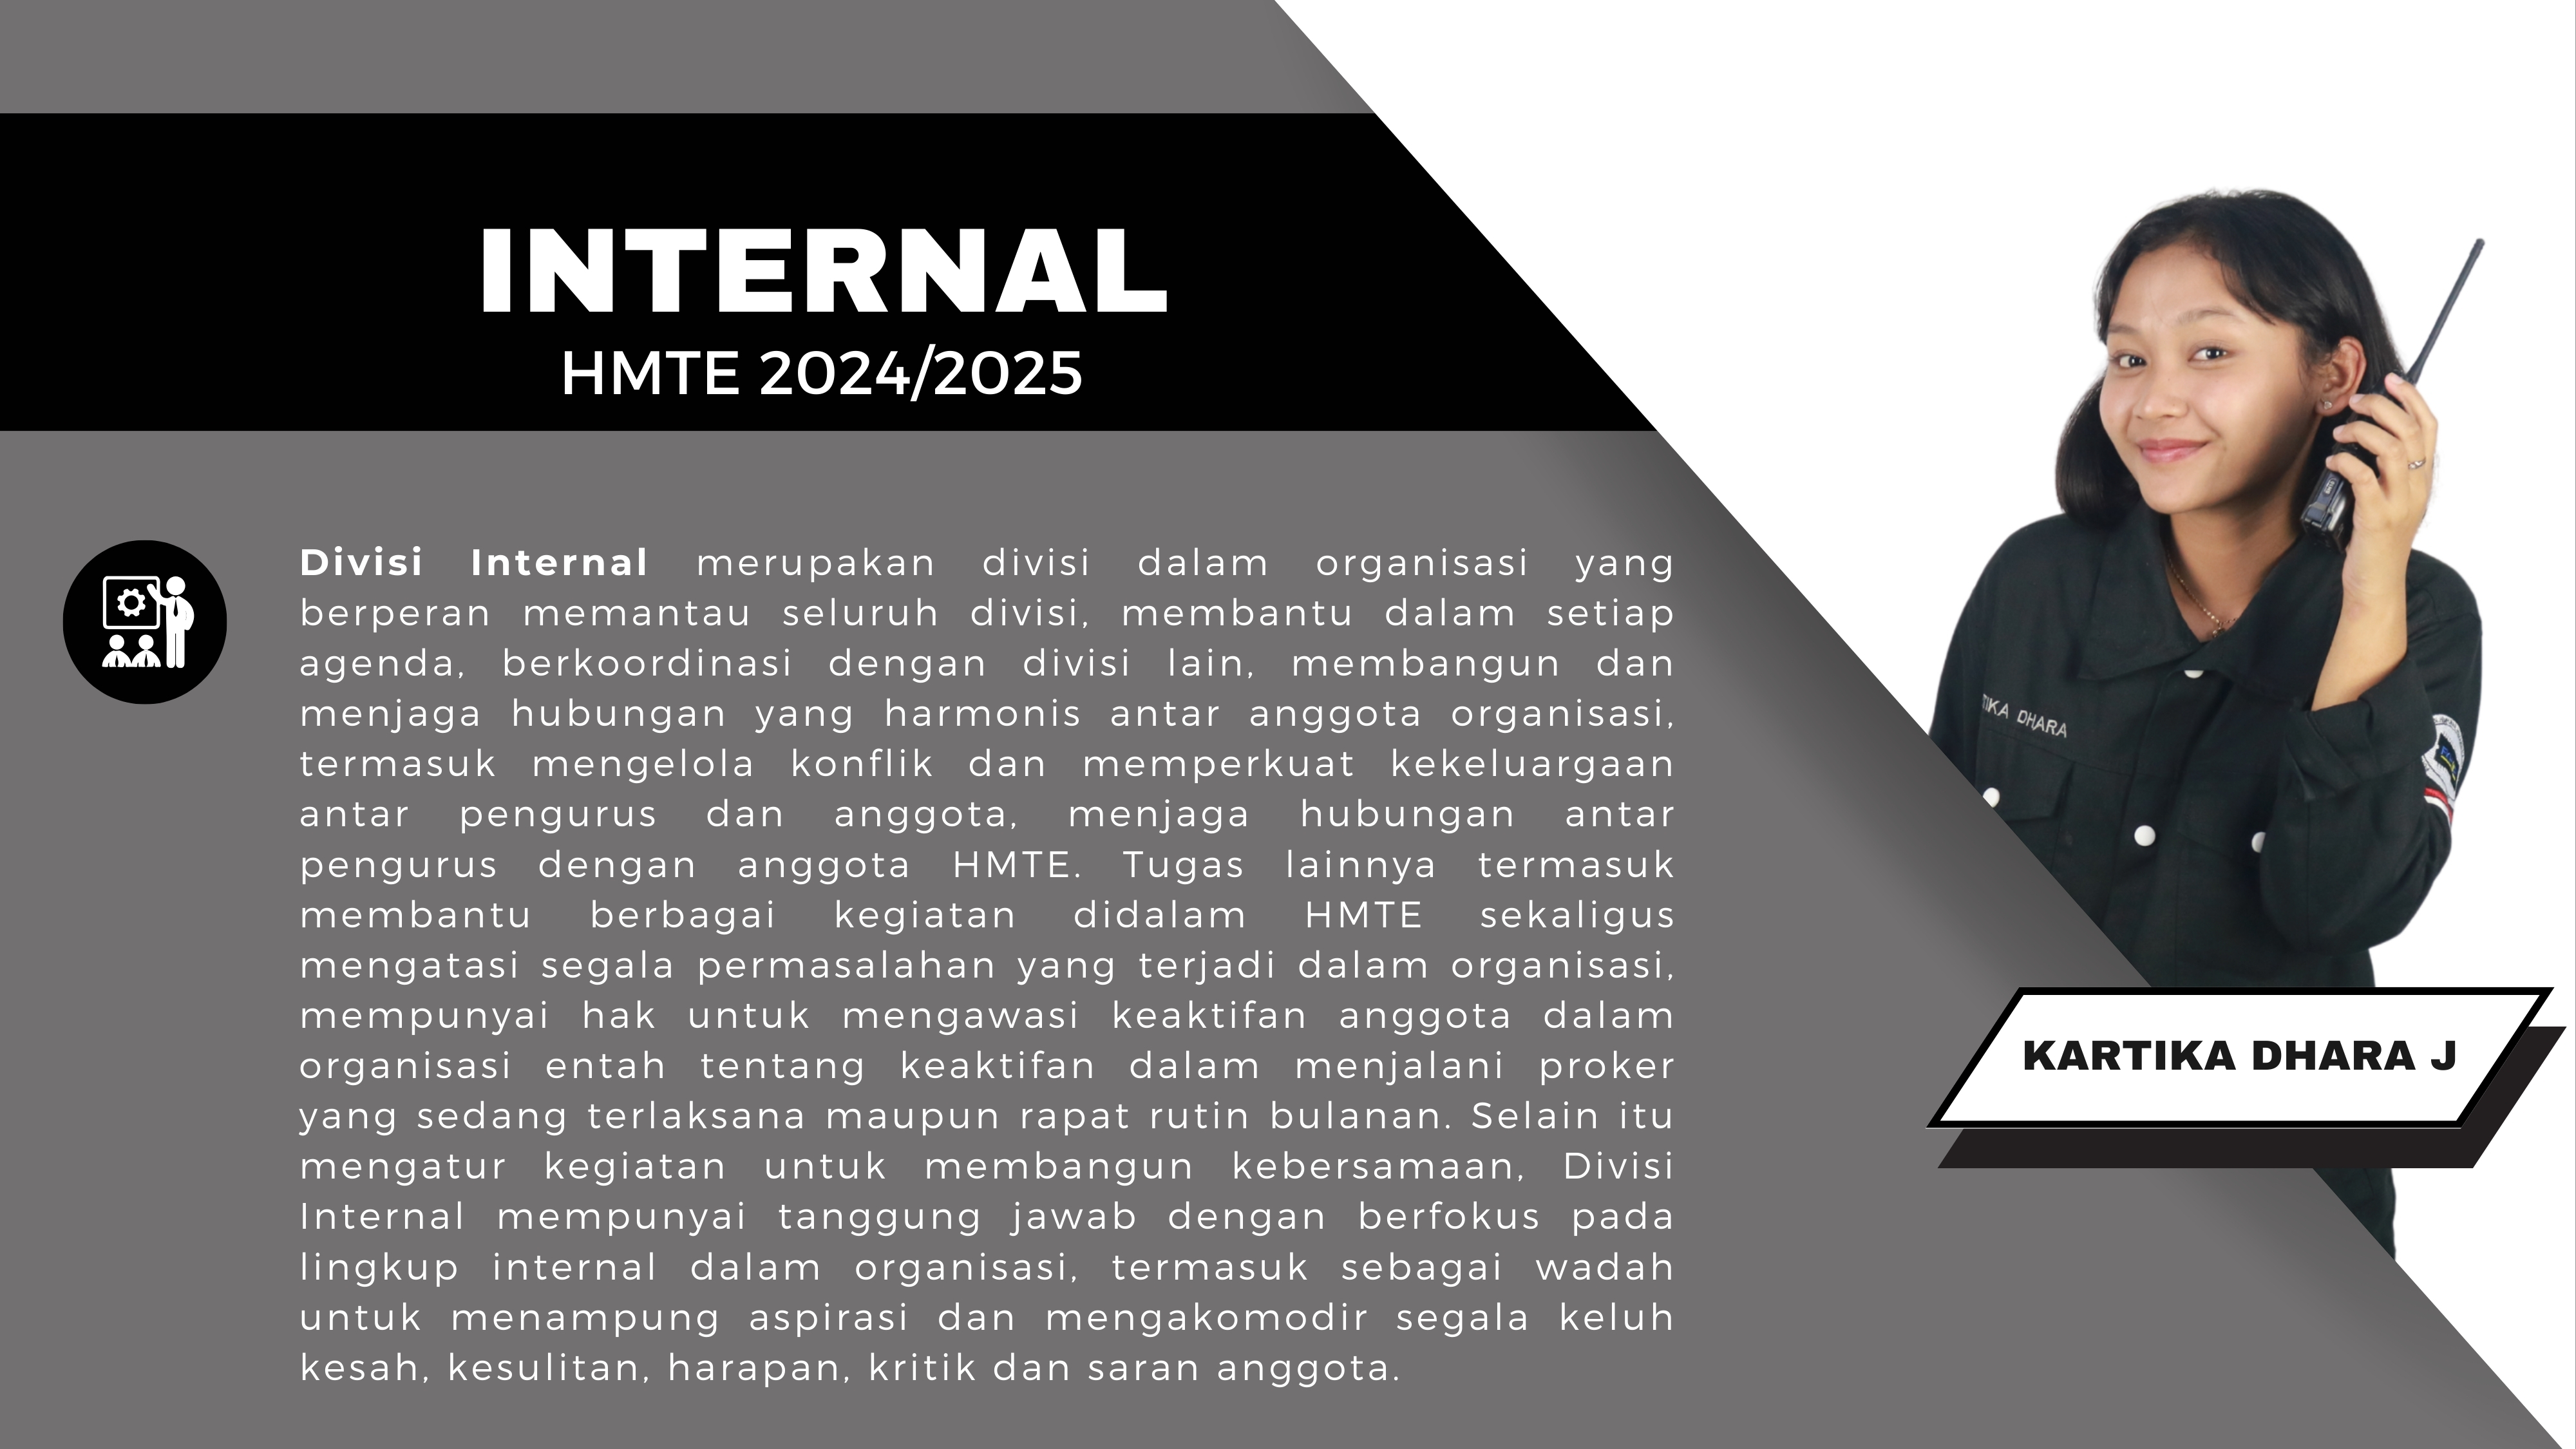 INTERNAL
HMTE 2024/2025
Divisi Internal merupakan divisi dalam organisasi yang
berperan memantau seluruh divisi, membantu dalam setiap
agenda, berkoordinasi dengan divisi lain, membangun dan
menjaga hubungan yang harmonis antar anggota organisasi,
termasuk mengelola konflik dan memperkuat kekeluargaan
antar pengurus dan anggota, menjaga hubungan antar
pengurus dengan anggota HMTE. Tugas lainnya termasuk
membantu berbagai kegiatan didalam HMTE sekaligus
mengatasi segala permasalahan yang terjadi dalam organisasi,
mempunyai hak untuk mengawasi keaktifan anggota dalam
organisasi entah tentang keaktifan dalam menjalani proker
yang sedang terlaksana maupun rapat rutin bulanan. Selain itu
mengatur kegiatan untuk membangun kebersamaan, Divisi
Internal mempunyai tanggung jawab dengan berfokus pada
lingkup internal dalam organisasi, termasuk sebagai wadah
untuk menampung aspirasi dan mengakomodir segala keluh
kesah, kesulitan, harapan, kritik dan saran anggota.
TIKA DHARA
KARTIKA DHARA J